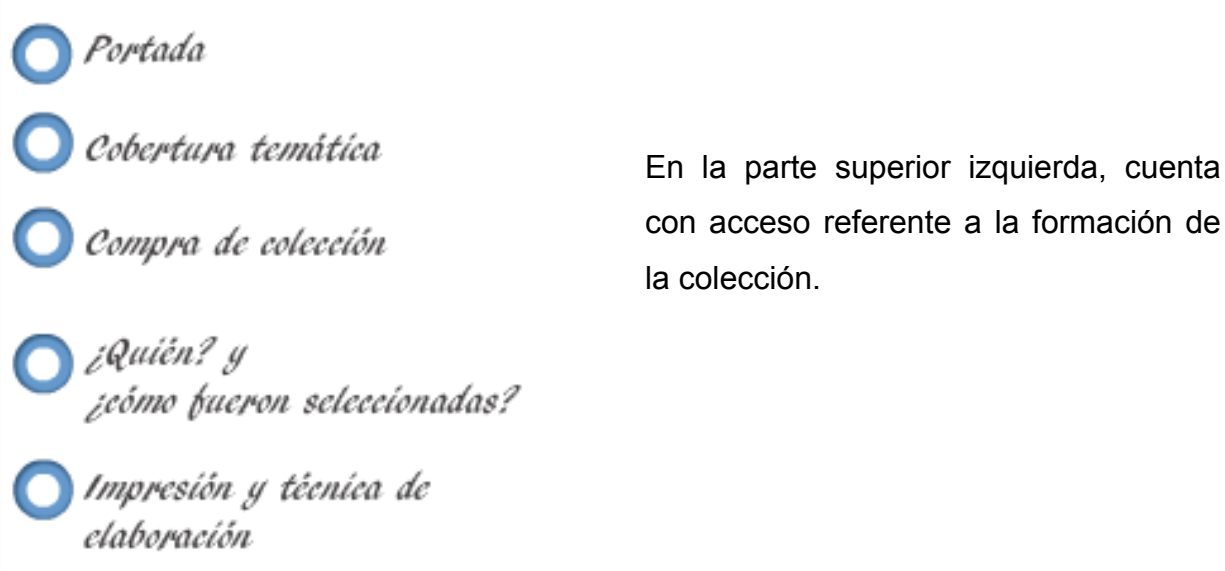 Portada
Cobertura temática
Compra de colección
¿Quién? y
¿cómo fueron seleccionadas?
Impresión y técnica de
elaboración
En la parte superior izquierda, cuenta
con acceso referente a la formación de
la colección.